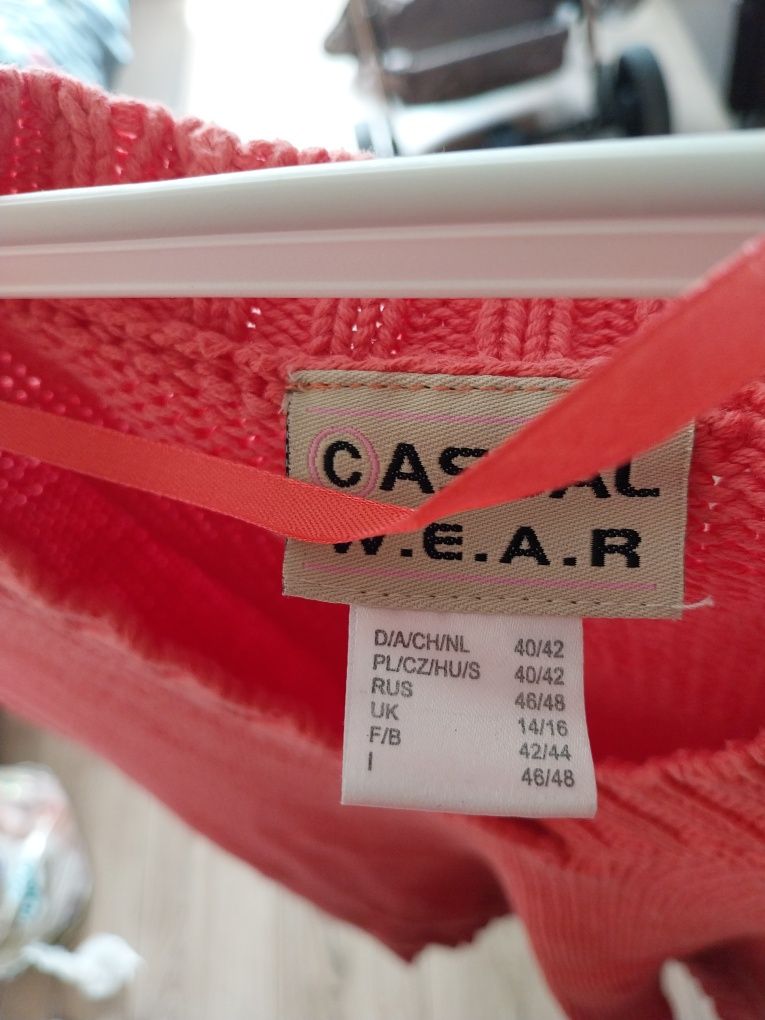 CASUAL
W.E.A.R
D/A/CH/NL 40/42
PL/CZ/HU/S 40/42
RUS 46/48
UK 14/16
F/B 42/44
I 46/48